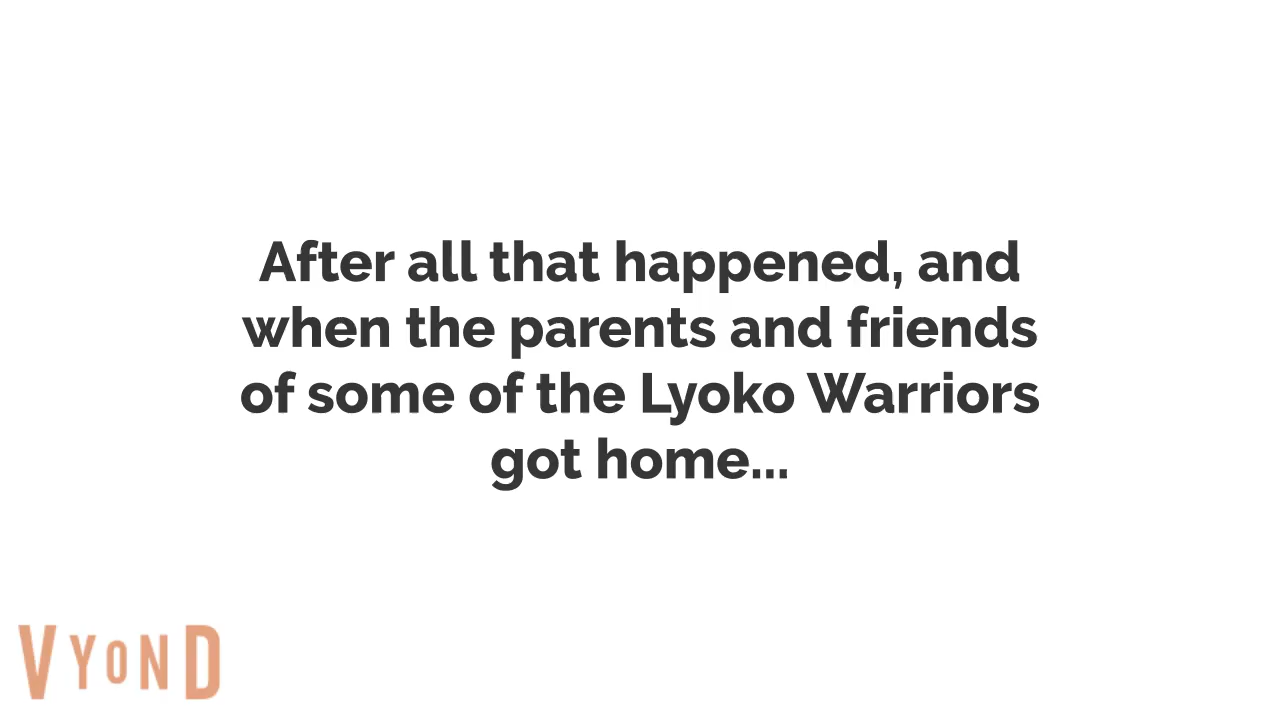 After all that happened, and
when the parents and friends
of some of the Lyoko Warriors
got home...
VYOND